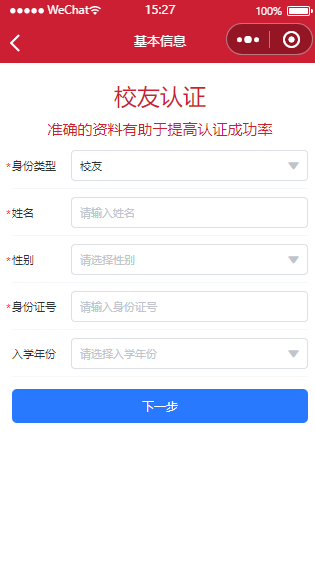 ●●●●● WeChat 15:27 100%
基本信息
校友认证
准确的资料有助于提高认证成功率
*身份类型 校友
*姓名 请输入姓名
*性别 请选择性别
*身份证号 请输入身份证号
入学年份 请选择入学年份
下一步